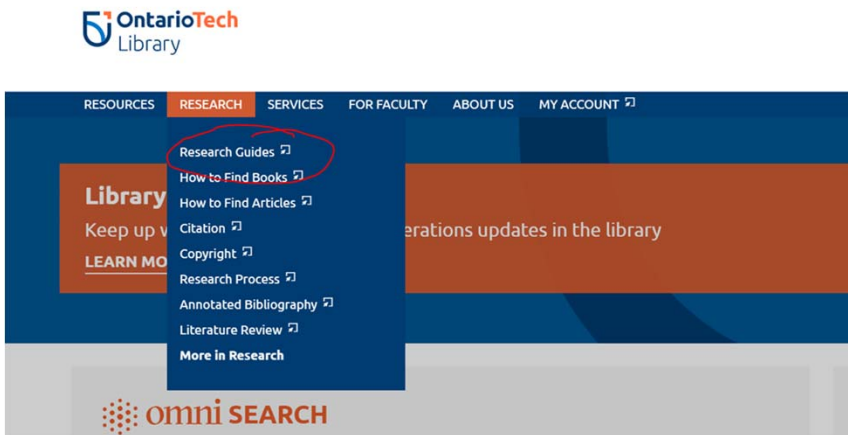 OntarioTech
Library
RESOURCES RESEARCH SERVICES FOR FACULTY ABOUT US MY ACCOUNT
Research Guides
How to Find Books
Library
How to Find Articles
Keep up erations updates in the library
Citation
Copyright
LEARN MO
Research Process
Annotated Bibliography
Literature Review
More in Research
omni SEARCH